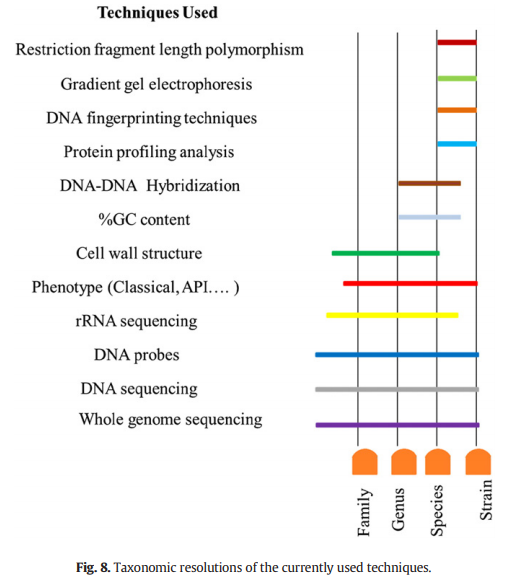 Techniques Used
Restriction fragment length polymorphism
Gradient gel electrophoresis
DNA fingerprinting techniques
Protein profiling analysis
DNA-DNA Hybridization
%GC content
Cell wall structure
Phenotype (Classical, API.... )
rRNA sequencing
DNA probes
DNA sequencing
Whole genome sequencing
Family
Genus
Species
Strain
Fig. 8. Taxonomic resolutions of the currently used techniques.